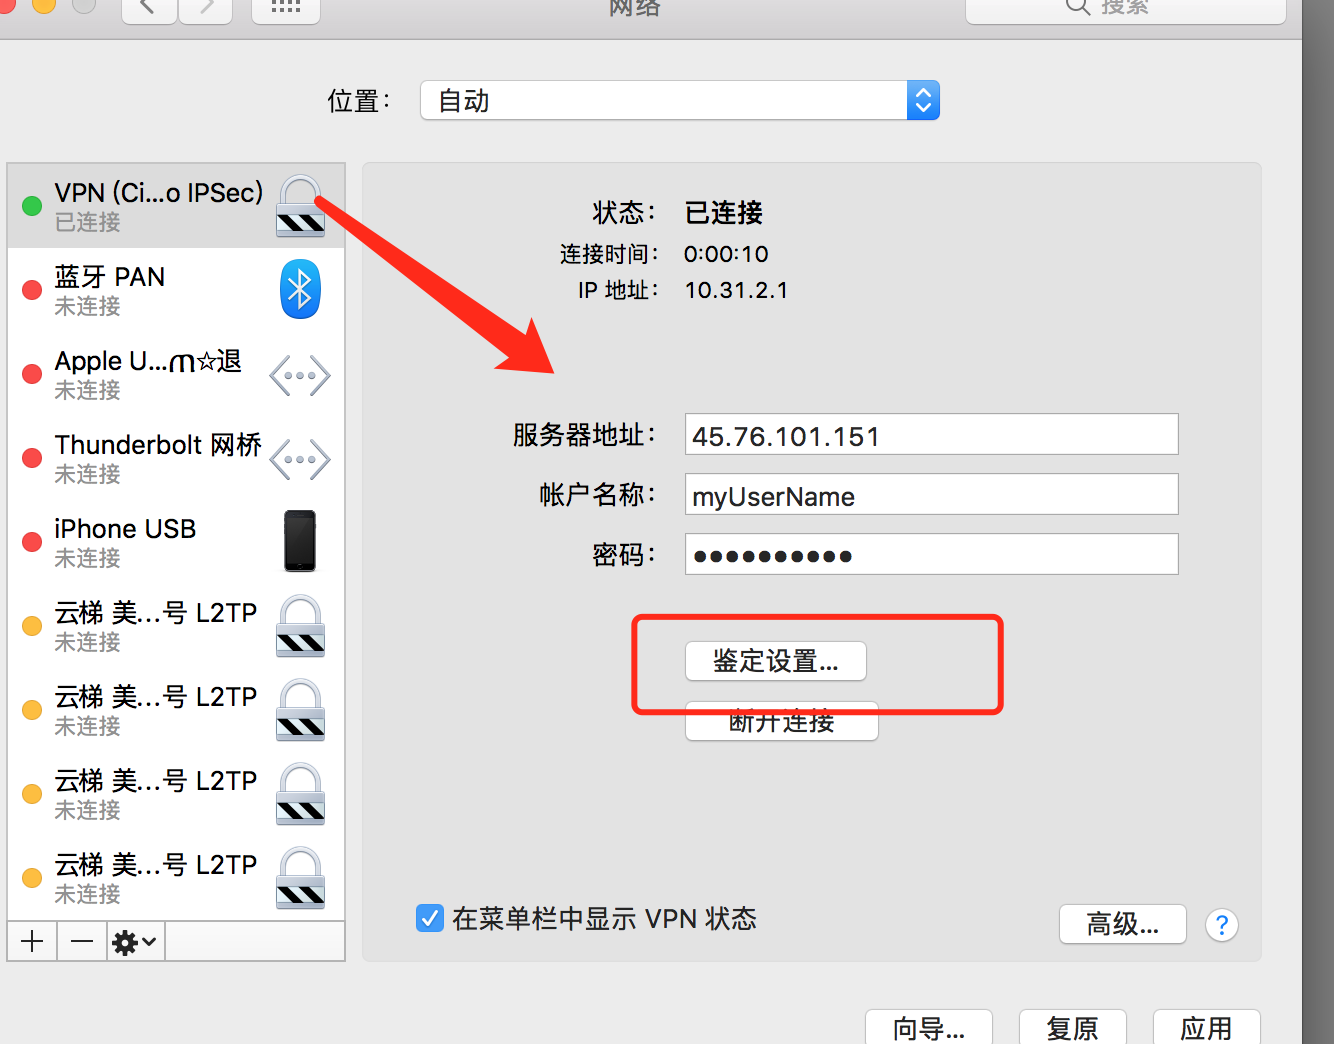 网络
搜索
位置：
自动
VPN (Ci...o IPSec)
已连接
蓝牙 PAN
未连接
Apple U...m☆退
未连接
Thunderbolt 网桥
未连接
iPhone USB
未连接
云梯 美...号 L2TP
未连接
云梯 美...号 L2TP
未连接
云梯 美...号 L2TP
未连接
云梯 美...号 L2TP
未连接
状态： 已连接
连接时间： 0:00:10
IP 地址： 10.31.2.1
服务器地址： 45.76.101.151
帐户名称： myUserName
密码： ●●●●●●●●●●
鉴定设置...
断开连接
在菜单栏中显示 VPN 状态
高级...
?
向导...
复原
应用